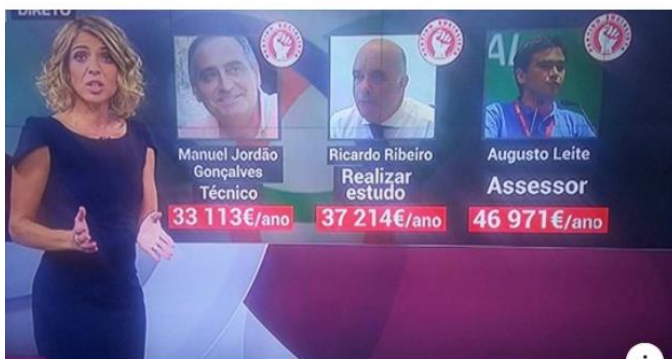 DIRETO
Manuel Jordão
Gonçalves
Técnico
33 113€/ano
Ricardo Ribeiro
Realizar
estudo
37 214€/ano
Augusto Leite
Assessor
46 971€/ano